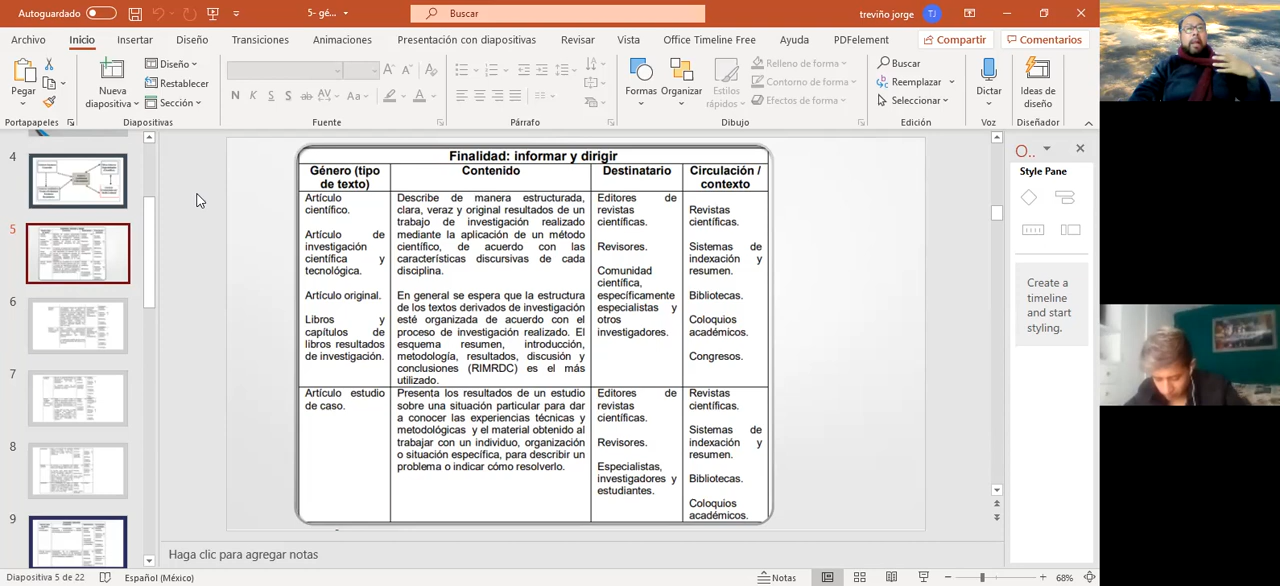 Autoguardado
5- gé...
Buscar
treviño jorge
TJ
Archivo
Inicio
Insertar
Diseño
Transiciones
Animaciones
Presentación con diapositivas
Revisar
Vista
Office Timeline Free
Ayuda
PDFelement
Compartir
Comentarios
Pegar
Nueva
diapositiva
Diseño
Restablecer
Sección
N K S S ab AV Aa A
Formas
Organizar
Estilos
rápidos
Relleno de forma
Contorno de forma
Efectos de forma
Buscar
Reemplazar
Seleccionar
Dictar
Ideas de
diseño
Portapapeles
Diapositivas
Fuente
Párrafo
Dibujo
Edición
Voz
Diseñador
4
5
6
7
8
9
Finalidad: informar y dirigir
Género (tipo
de texto)
Contenido
Destinatario
Circulación /
contexto
Artículo
científico.
Artículo de
investigación
científica y
tecnológica.
Artículo original.
Libros y
capítulos de
libros resultados
de investigación.
Describe de manera estructurada,
clara, veraz y original resultados de un
trabajo de investigación realizado
mediante la aplicación de un método
científico, de acuerdo con las
características discursivas de cada
disciplina.
En general se espera que la estructura
de los textos derivados de investigación
esté organizada de acuerdo con el
proceso de investigación realizado. El
esquema resumen, introducción,
metodología, resultados, discusión y
conclusiones (RIMRDC) es el más
utilizado.
Editores de
revistas
científicas.
Revisores.
Comunidad
científica,
específicamente
especialistas y
otros
investigadores.
Revistas
científicas.
Sistemas de
indexación y
resumen.
Bibliotecas.
Coloquios
académicos.
Congresos.
Artículo estudio
de caso.
Presenta los resultados de un estudio
sobre una situación particular para dar
a conocer las experiencias técnicas y
metodológicas y el material obtenido al
trabajar con un individuo, organización
o situación específica, para describir un
problema o indicar cómo resolverlo.
Editores de
revistas
científicas.
Revisores.
Especialistas,
investigadores y
estudiantes.
Revistas
científicas.
Sistemas de
indexación y
resumen.
Bibliotecas.
Coloquios
académicos.
O...
Style Pane
Create a
timeline
and start
styling.
Haga clic para agregar notas
Diapositiva 5 de 22
Español (México)
Notas
68%